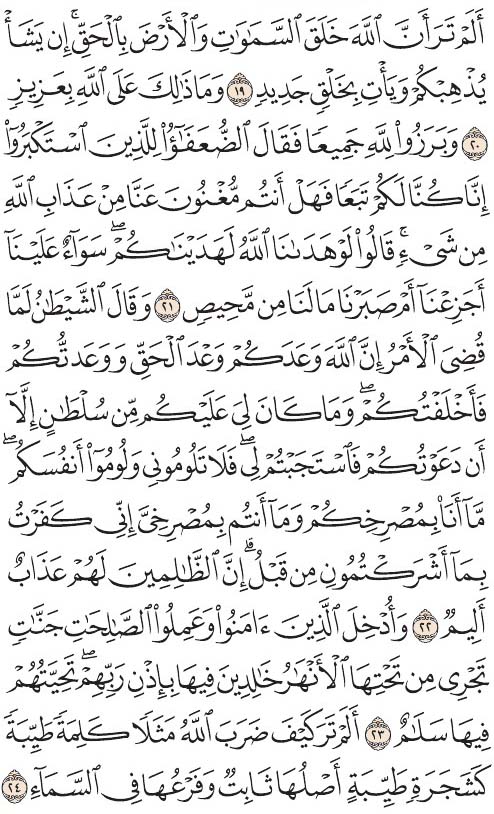 أَلَمْ تَرَ أَنَّ ٱللَّهَ خَلَقَ ٱلسَّمَٰوَٰتِ وَٱلْأَرْضَ بِٱلْحَقِّۚ إِن يَشَأْ
يُذْهِبْكُمْ وَيَأْتِ بِخَلْقٍ جَدِيدٍ ١٩ وَمَا ذَٰلِكَ عَلَى ٱللَّهِ بِعَزِيزٍ
٢٠ وَبَرَزُوا۟ لِلَّهِ جَمِيعًا فَقَالَ ٱلضُّعَفَٰٓؤُا۟ لِلَّذِينَ ٱسْتَكْبَرُوٓا۟
إِنَّا كُنَّا لَكُمْ تَبَعًا فَهَلْ أَنتُم مُّغْنُونَ عَنَّا مِنْ عَذَابِ ٱللَّهِ
مِن شَىْءٍۚ قَالُوا۟ لَوْ هَدَىٰنَا ٱللَّهُ لَهَدَيْنَٰكُمْۖ سَوَآءٌ عَلَيْنَآ
أَجَزِعْنَآ أَمْ صَبَرْنَا مَا لَنَا مِن مَّحِيصٍ ٢١ وَقَالَ ٱلشَّيْطَٰنُ لَمَّا
قُضِىَ ٱلْأَمْرُ إِنَّ ٱللَّهَ وَعَدَكُمْ وَعْدَ ٱلْحَقِّ وَوَعَدتُّكُمْ
فَأَخْلَفْتُكُمْۖ وَمَا كَانَ لِىَ عَلَيْكُم مِّن سُلْطَٰنٍ إِلَّآ
أَن دَعَوْتُكُمْ فَٱسْتَجَبْتُمْ لِىۖ فَلَا تَلُومُونِى وَلُومُوٓا۟ أَنفُسَكُمۖ
مَّآ أَنَا۠ بِمُصْرِخِكُمْ وَمَآ أَنتُم بِمُصْرِخِىَّ إِنِّى كَفَرْتُ
بِمَآ أَشْرَكْتُمُونِ مِن قَبْلُۗ إِنَّ ٱلظَّٰلِمِينَ لَهُمْ عَذَابٌ
أَلِيمٌ ٢٢ وَأُدْخِلَ ٱلَّذِينَ ءَامَنُوا۟ وَعَمِلُوا۟ ٱلصَّٰلِحَٰتِ جَنَّٰتٍ
تَجْرِى مِن تَحْتِهَا ٱلْأَنْهَٰرُ خَٰلِدِينَ فِيهَا بِإِذْنِ رَبِّهِمْۖ تَحِيَّتُهُمْ
فِيهَا سَلَٰمٌ ٢٣ أَلَمْ تَرَ كَيْفَ ضَرَبَ ٱللَّهُ مَثَلًا كَلِمَةً طَيِّبَةً
كَشَجَرَةٍ طَيِّبَةٍ أَصْلُهَا ثَابِتٌ وَفَرْعُهَا فِى ٱلسَّمَآءِ ٢٤